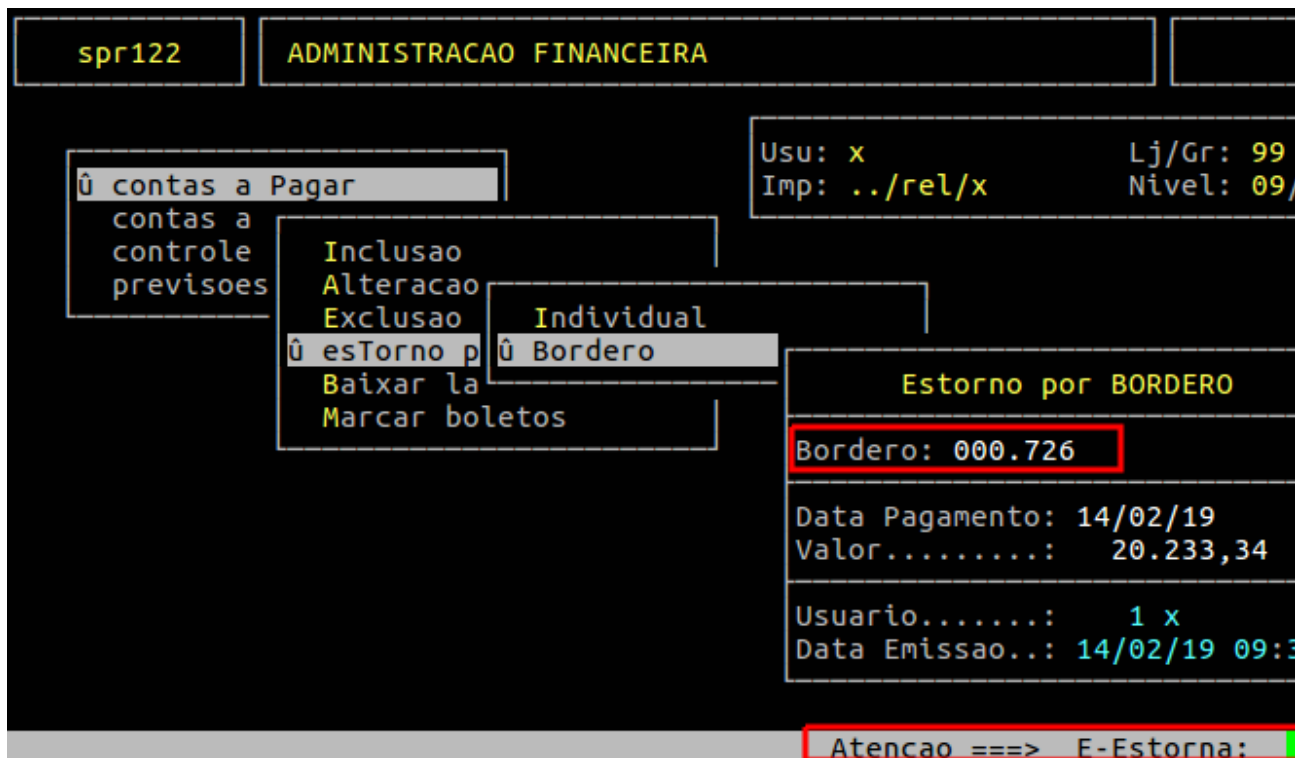 spr122 ADMINISTRACAO FINANCEIRA
Usu: x Lj/Gr: 99
Imp: ../rel/x Nivel: 09/
û contas a Pagar
contas a
controle
previsoes
Inclusao
Alteracao
Exclusao
û esTorno p
Baixar la
Marcar boletos
Individual
û Bordero
Estorno por BORDERO
Bordero: 000.726
Data Pagamento: 14/02/19
Valor.........: 20.233,34
Usuario.......: 1 x
Data Emissao..: 14/02/19 09:3
Atencao ===> E-Estorna: